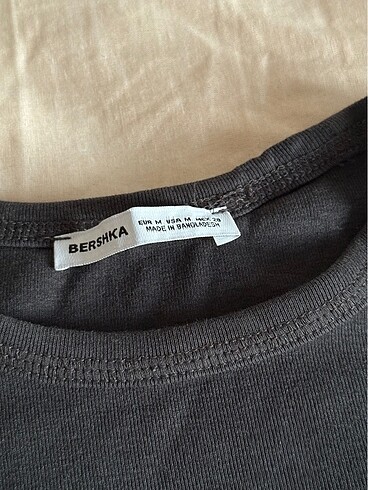 BERSHKA
EUR M USA M MEX 28
MADE IN BANGLADESH